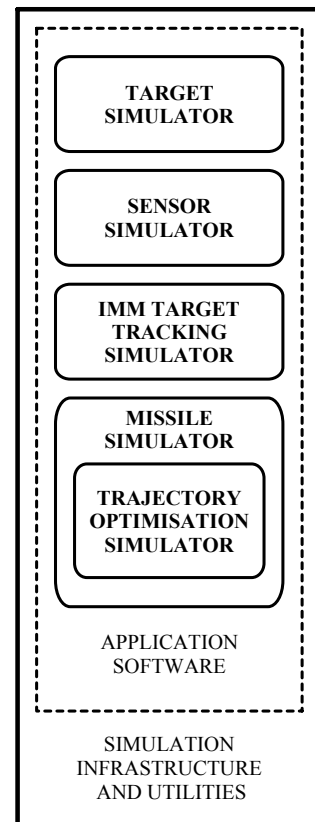 TARGET
SIMULATOR
SENSOR
SIMULATOR
IMM TARGET
TRACKING
SIMULATOR
MISSILE
SIMULATOR
TRAJECTORY
OPTIMISATION
SIMULATOR
APPLICATION
SOFTWARE
SIMULATION
INFRASTRUCTURE
AND UTILITIES